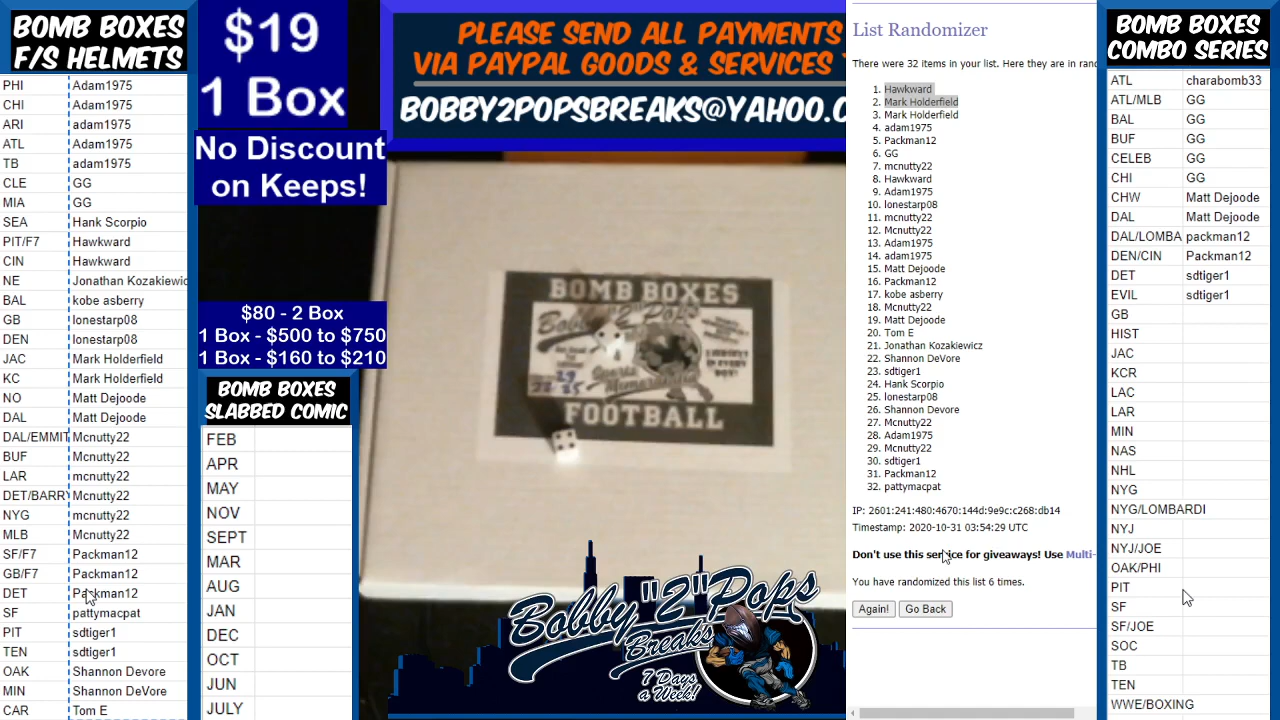 BOMB BOXES
F/S HELMETS
PHI Adam1975
CHI Adam1975
ARI adam1975
ATL Adam1975
TB adam1975
CLE GG
MIA GG
SEA Hank Scorpio
PIT/F7 Hawkward
CIN Hawkward
NE Jonathan Kozakiewic
BAL kobe asberry
GB lonestarp08
DEN lonestarp08
JAC Mark Holderfield
KC Mark Holderfield
NO Matt Dejoode
DAL Matt Dejoode
DAL/EMMIT Mcnutty22
BUF Mcnutty22
LAR mcnutty22
DET/BARRY Mcnutty22
NYG mcnutty22
MLB Mcnutty22
SF/F7 Packman12
GB/F7 Packman12
DET Packman12
SF pattymacpat
PIT sdtiger1
TEN sdtiger1
OAK Shannon Devore
MIN Shannon DeVore
CAR Tom E
$19
1 Box
No Discount
on Keeps!
$80 - 2 Box
1 Box - $500 to $750
1 Box - $160 to $210
BOMB BOXES
SLABBED COMIC
FEB
APR
MAY
NOV
SEPT
MAR
AUG
JAN
DEC
OCT
JUN
JULY
PLEASE SEND ALL PAYMENTS
VIA PAYPAL GOODS & SERVICES
BOBBY2POPSBREAKS@YAHOO.C
BOMB BOXES
Bobby "2" Pops
Sports
Memorabilia
FOOTBALL
Bobby "2" Pops
Breaks
7 Days
a Week!
List Randomizer
There were 32 items in your list. Here they are in rand
1. Hawkward
2. Mark Holderfield
3. Mark Holderfield
4. adam1975
5. Packman12
6. GG
7. mcnutty22
8. Hawkward
9. Adam1975
10. lonestarp08
11. mcnutty22
12. Mcnutty22
13. Adam1975
14. adam1975
15. Matt Dejoode
16. Packman12
17. kobe asberry
18. Mcnutty22
19. Matt Dejoode
20. Tom E
21. Jonathan Kozakiewicz
22. Shannon DeVore
23. sdtiger1
24. Hank Scorpio
25. lonestarp08
26. Shannon Devore
27. Mcnutty22
28. Adam1975
29. Mcnutty22
30. sdtiger1
31. Packman12
32. pattymacpat
IP: 2601:241:480:4670:144d:9e9c:c268:db14
Timestamp: 2020-10-31 03:54:29 UTC
Don't use this service for giveaways! Use Multi-
You have randomized this list 6 times.
Again! Go Back
BOMB BOXES
COMBO SERIES
ATL charabomb33
ATL/MLB GG
BAL GG
BUF GG
CELEB GG
CHI GG
CHW Matt Dejoode
DAL Matt Dejoode
DAL/LOMBA packman12
DEN/CIN Packman12
DET sdtiger1
EVIL sdtiger1
GB
HIST
JAC
KCR
LAC
LAR
MIN
NAS
NHL
NYG
NYG/LOMBARDI
NYJ
NYJ/JOE
OAK/PHI
PIT
SF
SF/JOE
SOC
TB
TEN
WWE/BOXING